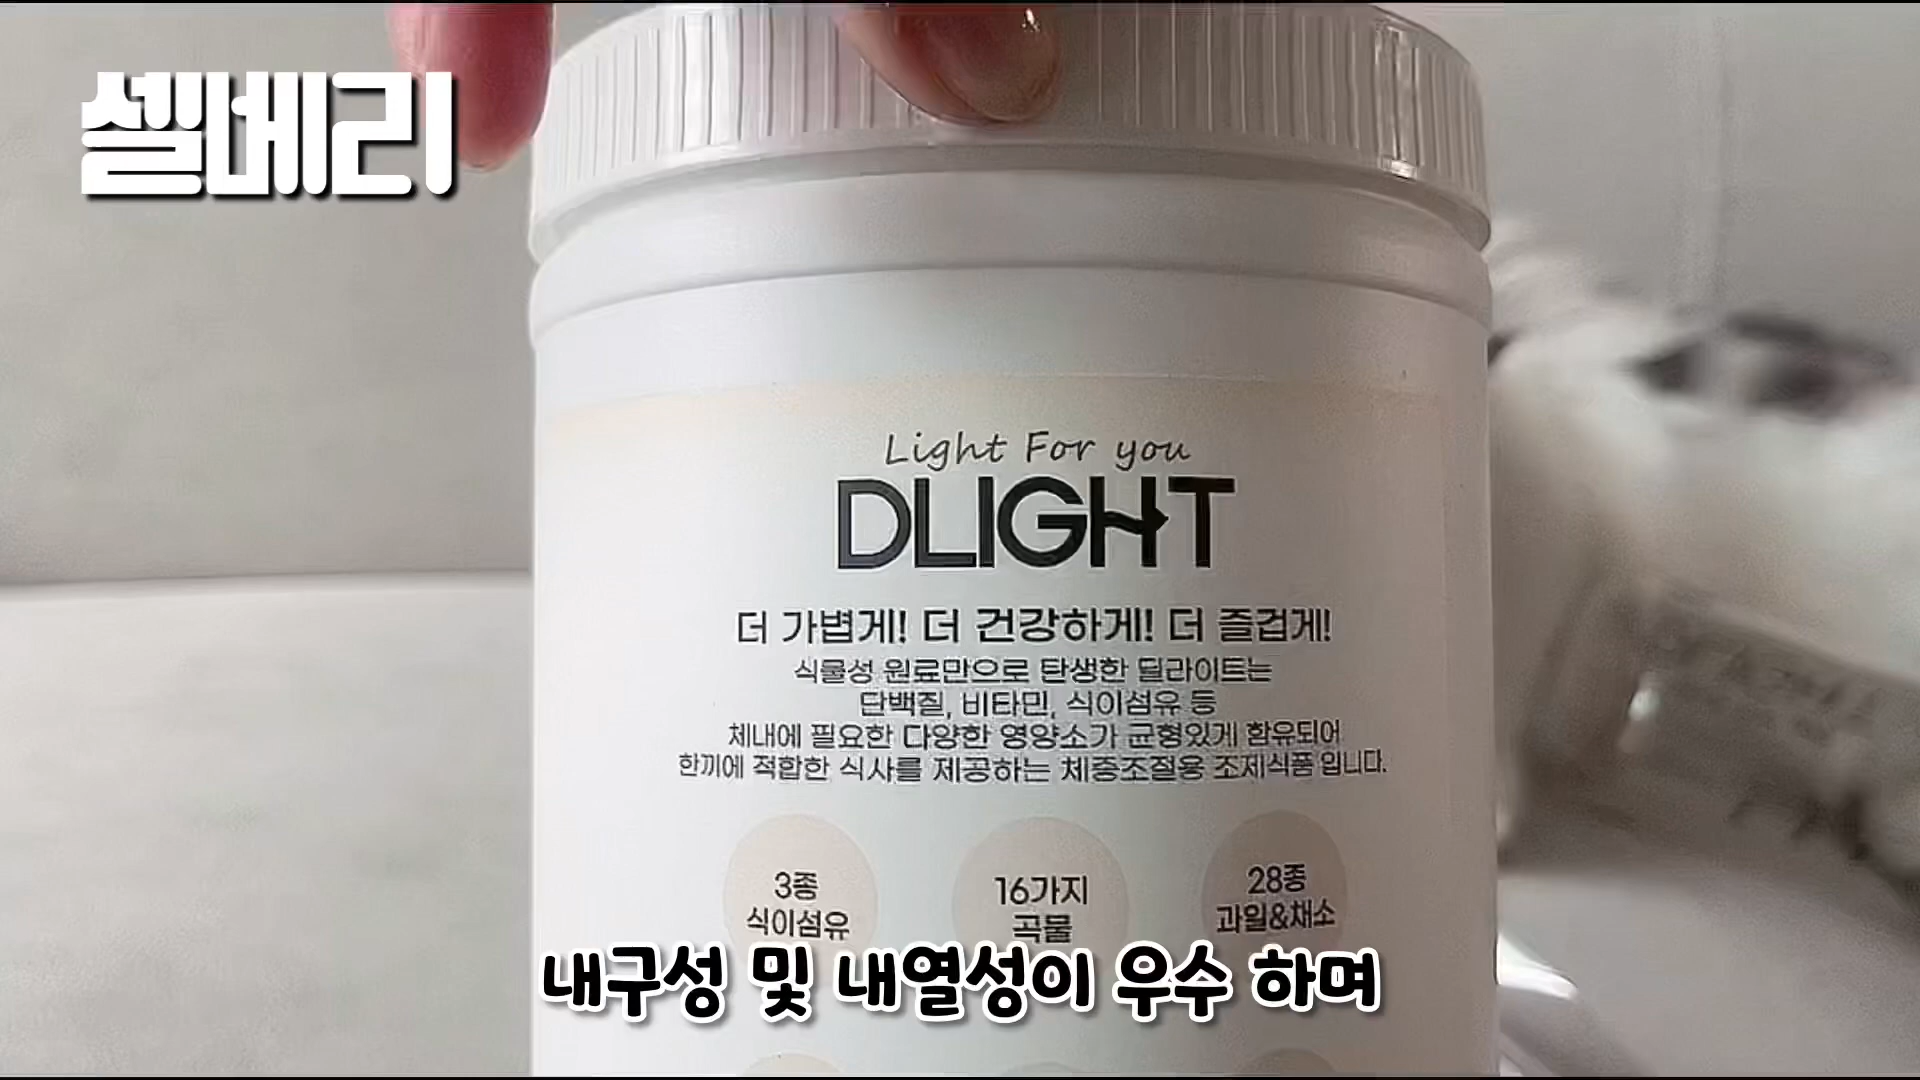 셀베리
Light For you
DLIGHT
더 가볍게! 더 건강하게! 더 즐겁게!
식물성 원료만으로 탄생한 딜라이트는
단백질, 비타민, 식이섬유 등
체내에 필요한 다양한 영양소가 균형있게 함유되어
한끼에 적합한 식사를 제공하는 체중조절용 조제식품 입니다.
3종
식이섬유
16가지
곡물
28종
과일&채소
내구성 및 내열성이 우수 하며